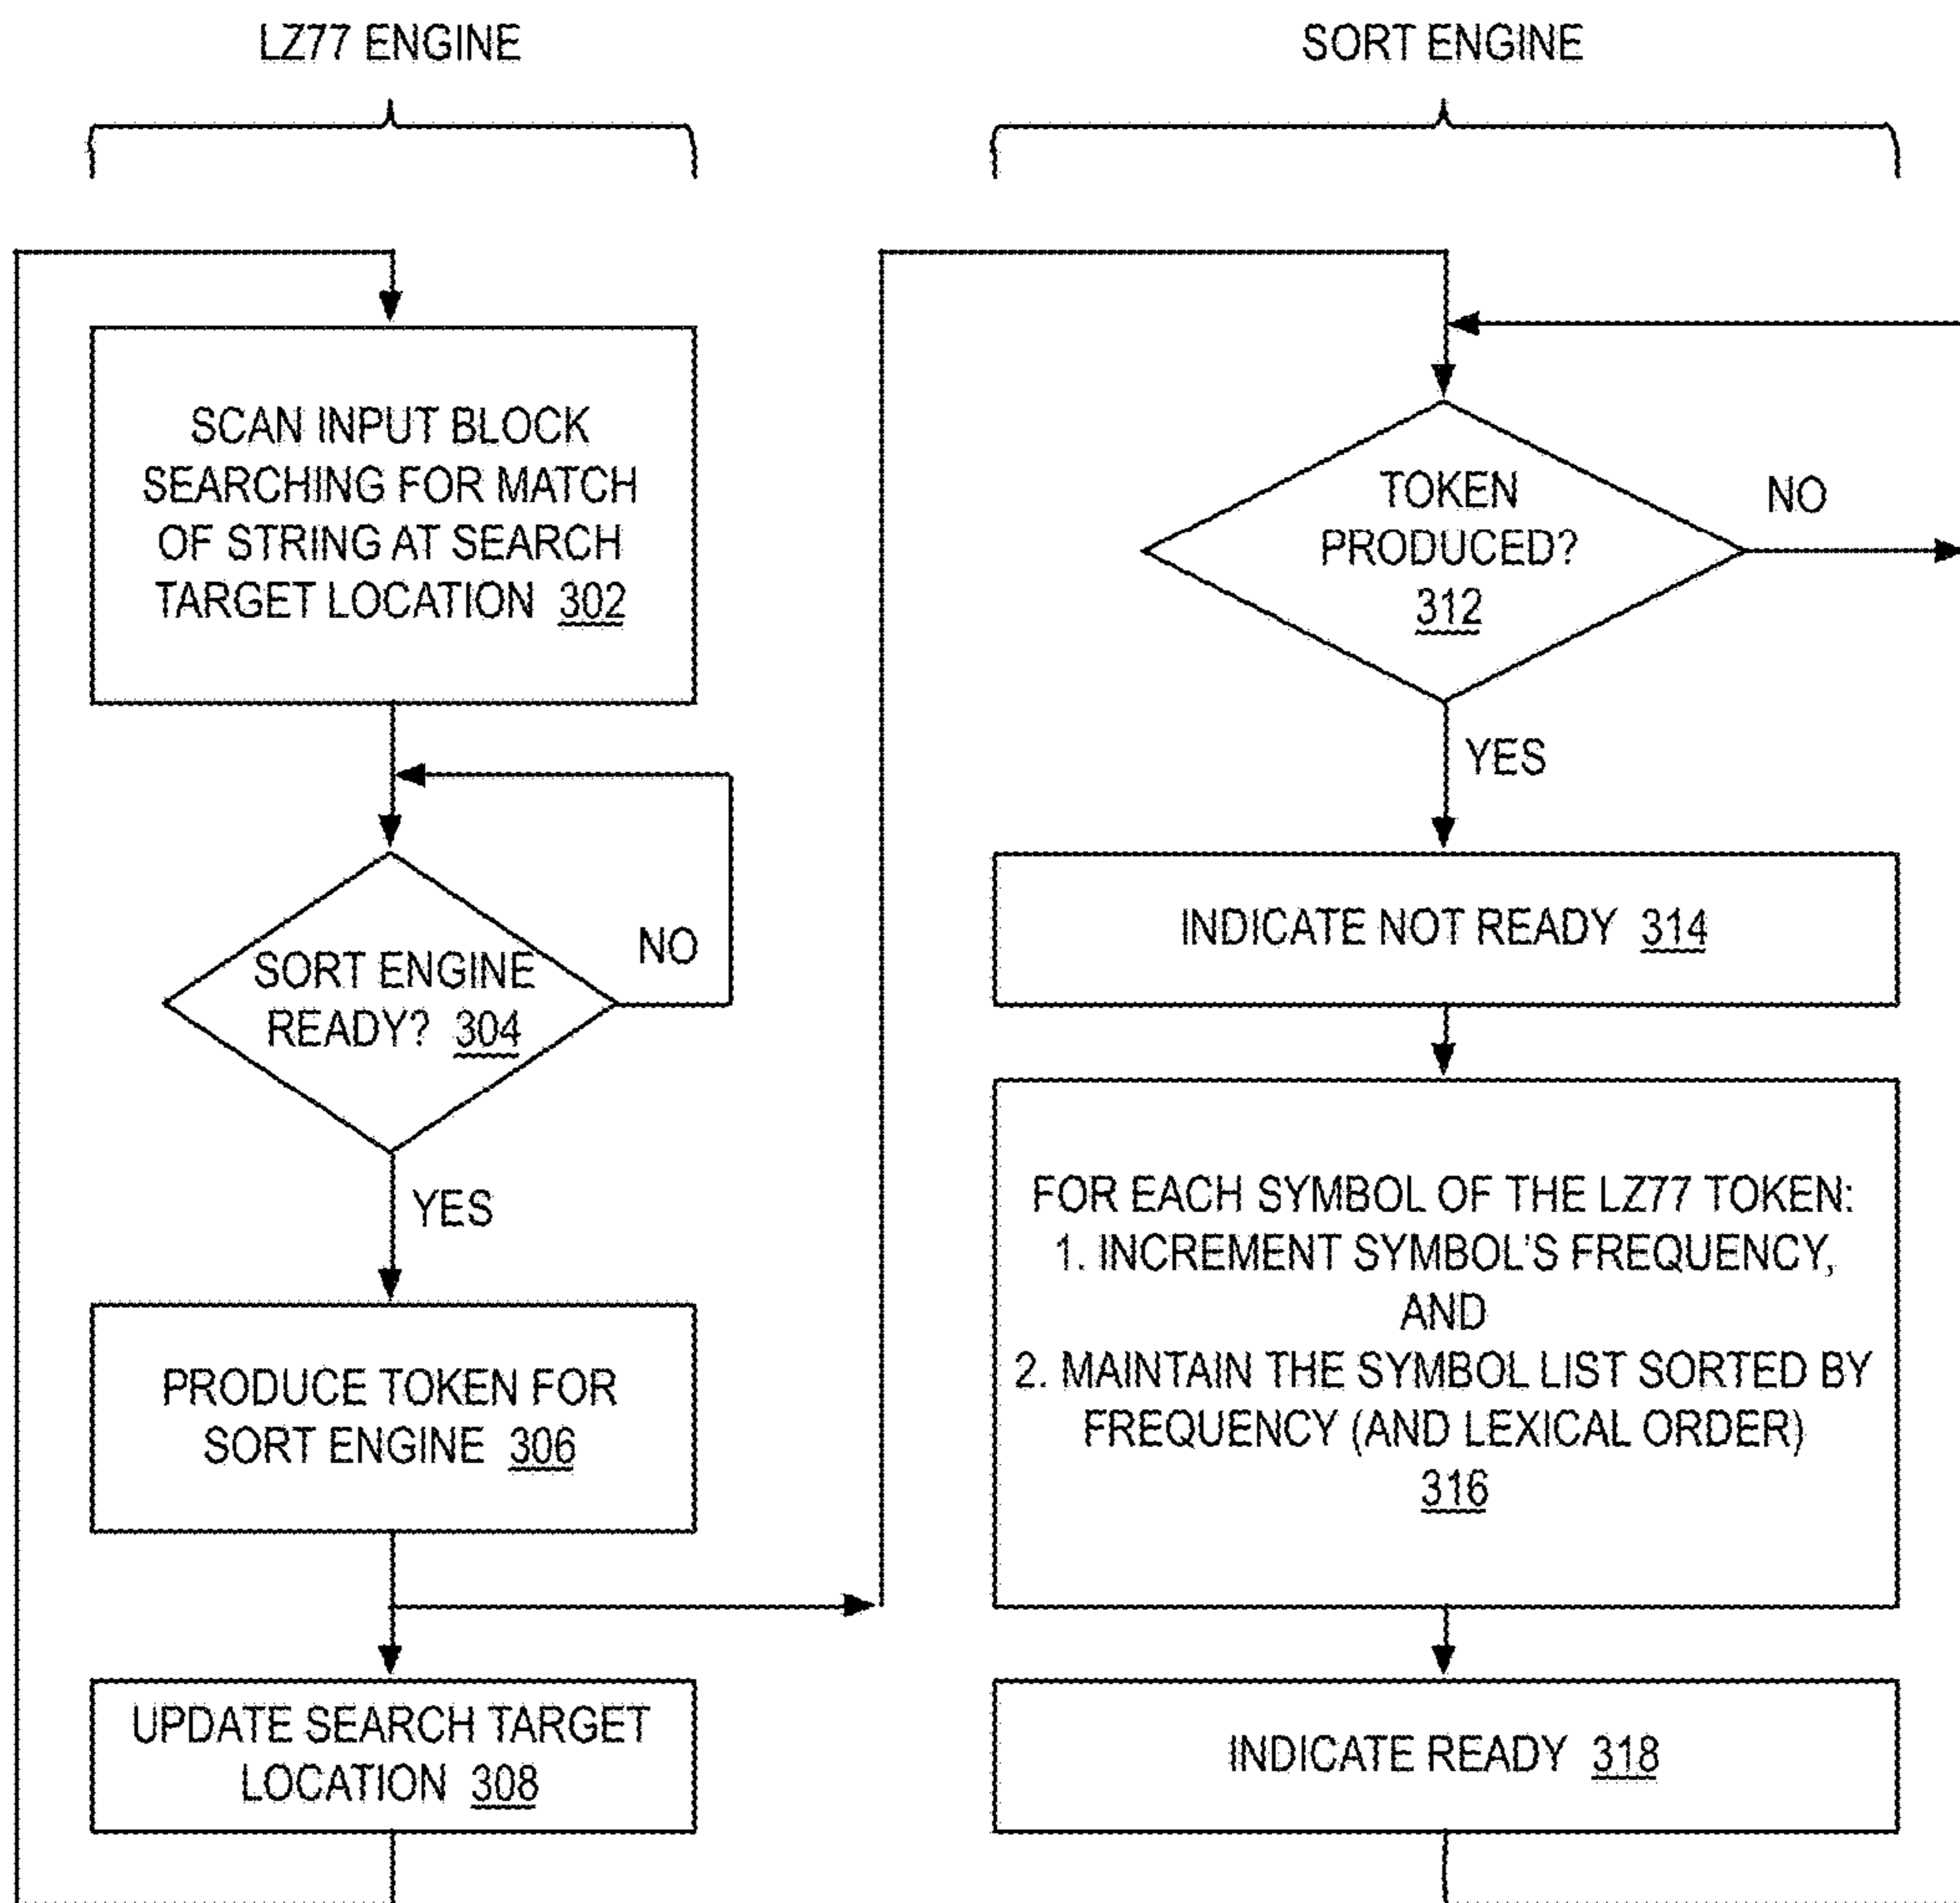 LZ77 ENGINE
SCAN INPUT BLOCK
SEARCHING FOR MATCH
OF STRING AT SEARCH
TARGET LOCATION 302
SORT ENGINE
READY? 304
NO
YES
PRODUCE TOKEN FOR
SORT ENGINE 306
UPDATE SEARCH TARGET
LOCATION 308
SORT ENGINE
TOKEN
PRODUCED?
312
NO
YES
INDICATE NOT READY 314
FOR EACH SYMBOL OF THE LZ77 TOKEN:
1. INCREMENT SYMBOL'S FREQUENCY,
AND
2. MAINTAIN THE SYMBOL LIST SORTED BY
FREQUENCY (AND LEXICAL ORDER)
316
INDICATE READY 318